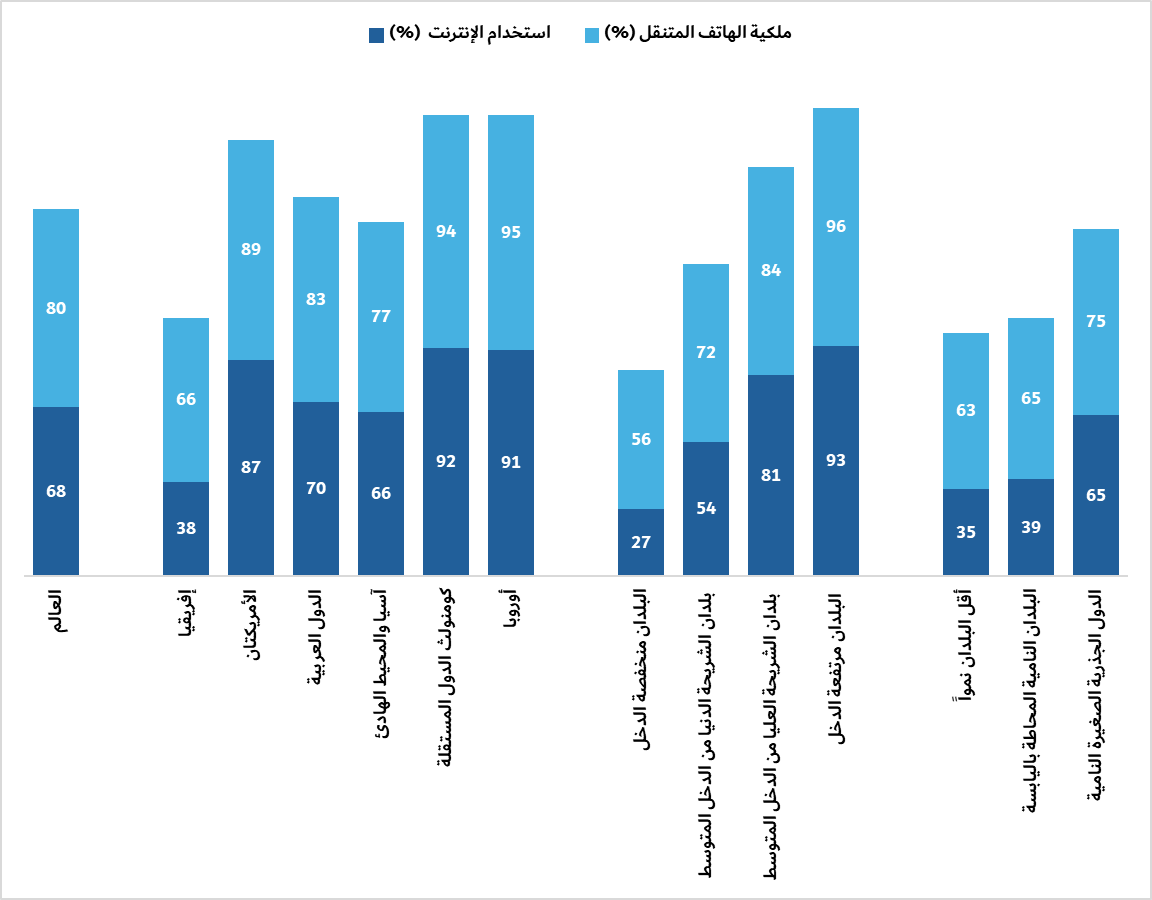 استخدام الإنترنت (%)
ملكية الهاتف المتنقل (%)
80
68
66
38
89
87
83
70
77
66
94
92
95
91
56
27
72
54
84
81
96
93
63
35
65
39
75
65
العالم
إفريقيا
الأمريكتان
الدول العربية
آسيا والمحيط الهادئ
كومنولث الدول المستقلة
أوروبا
البلدان منخفصة الدخل
بلدان الشريحة الدنيا من الدخل المتوسط
بلدان الشريحة العليا من الدخل المتوسط
البلدان مرتفعة الدخل
أقل البلدان نمواً
البلدان النامية المحاطة باليابسة
الدول الجذرية الصغيرة النامية